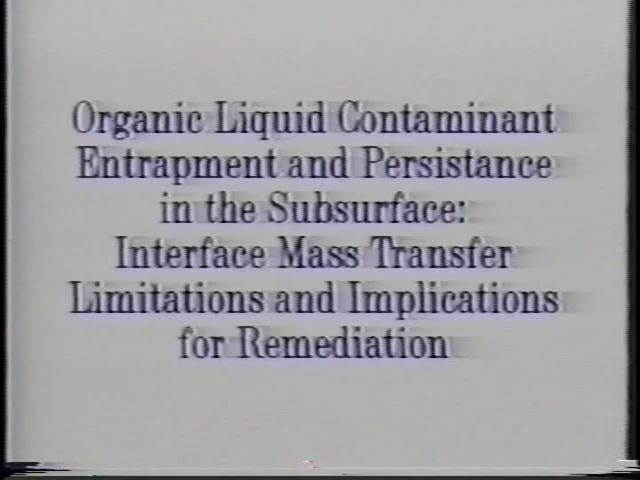 Organic Liquid Contaminant
Entrapment and Persistance
in the Subsurface:
Interface Mass Transfer
Limitations and Implications
for Remediation